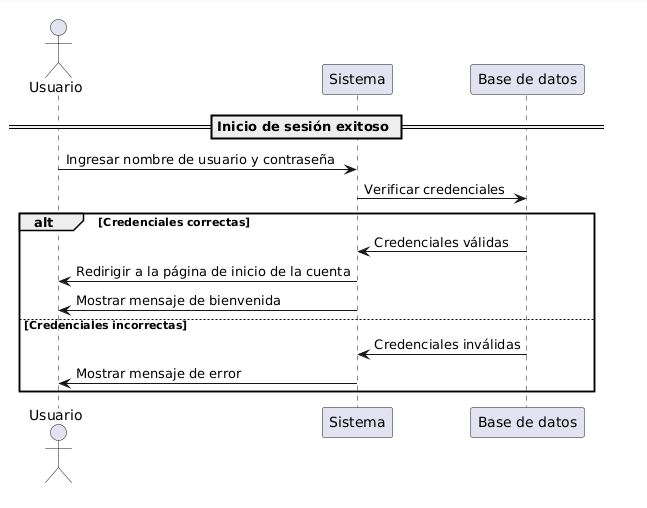 Usuario
Sistema
Base de datos
Inicio de sesión exitoso
Ingresar nombre de usuario y contraseña
Verificar credenciales
alt
[Credenciales correctas]
Credenciales válidas
Redirigir a la página de inicio de la cuenta
Mostrar mensaje de bienvenida
[Credenciales incorrectas]
Credenciales inválidas
Mostrar mensaje de error
Usuario
Sistema
Base de datos